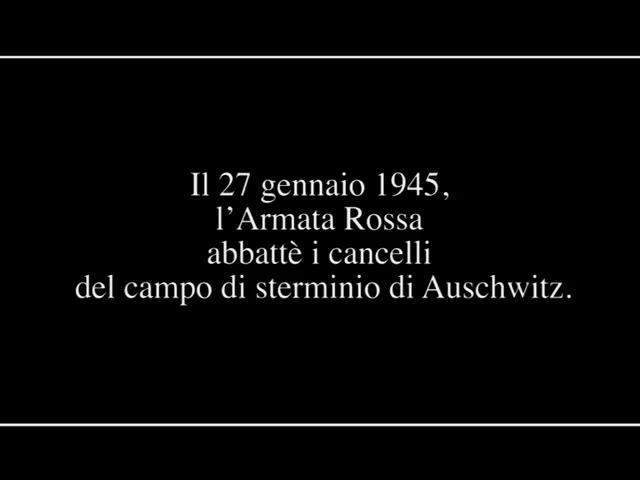 Il 27 gennaio 1945,
l’Armata Rossa
abbattè i cancelli
del campo di sterminio di Auschwitz.